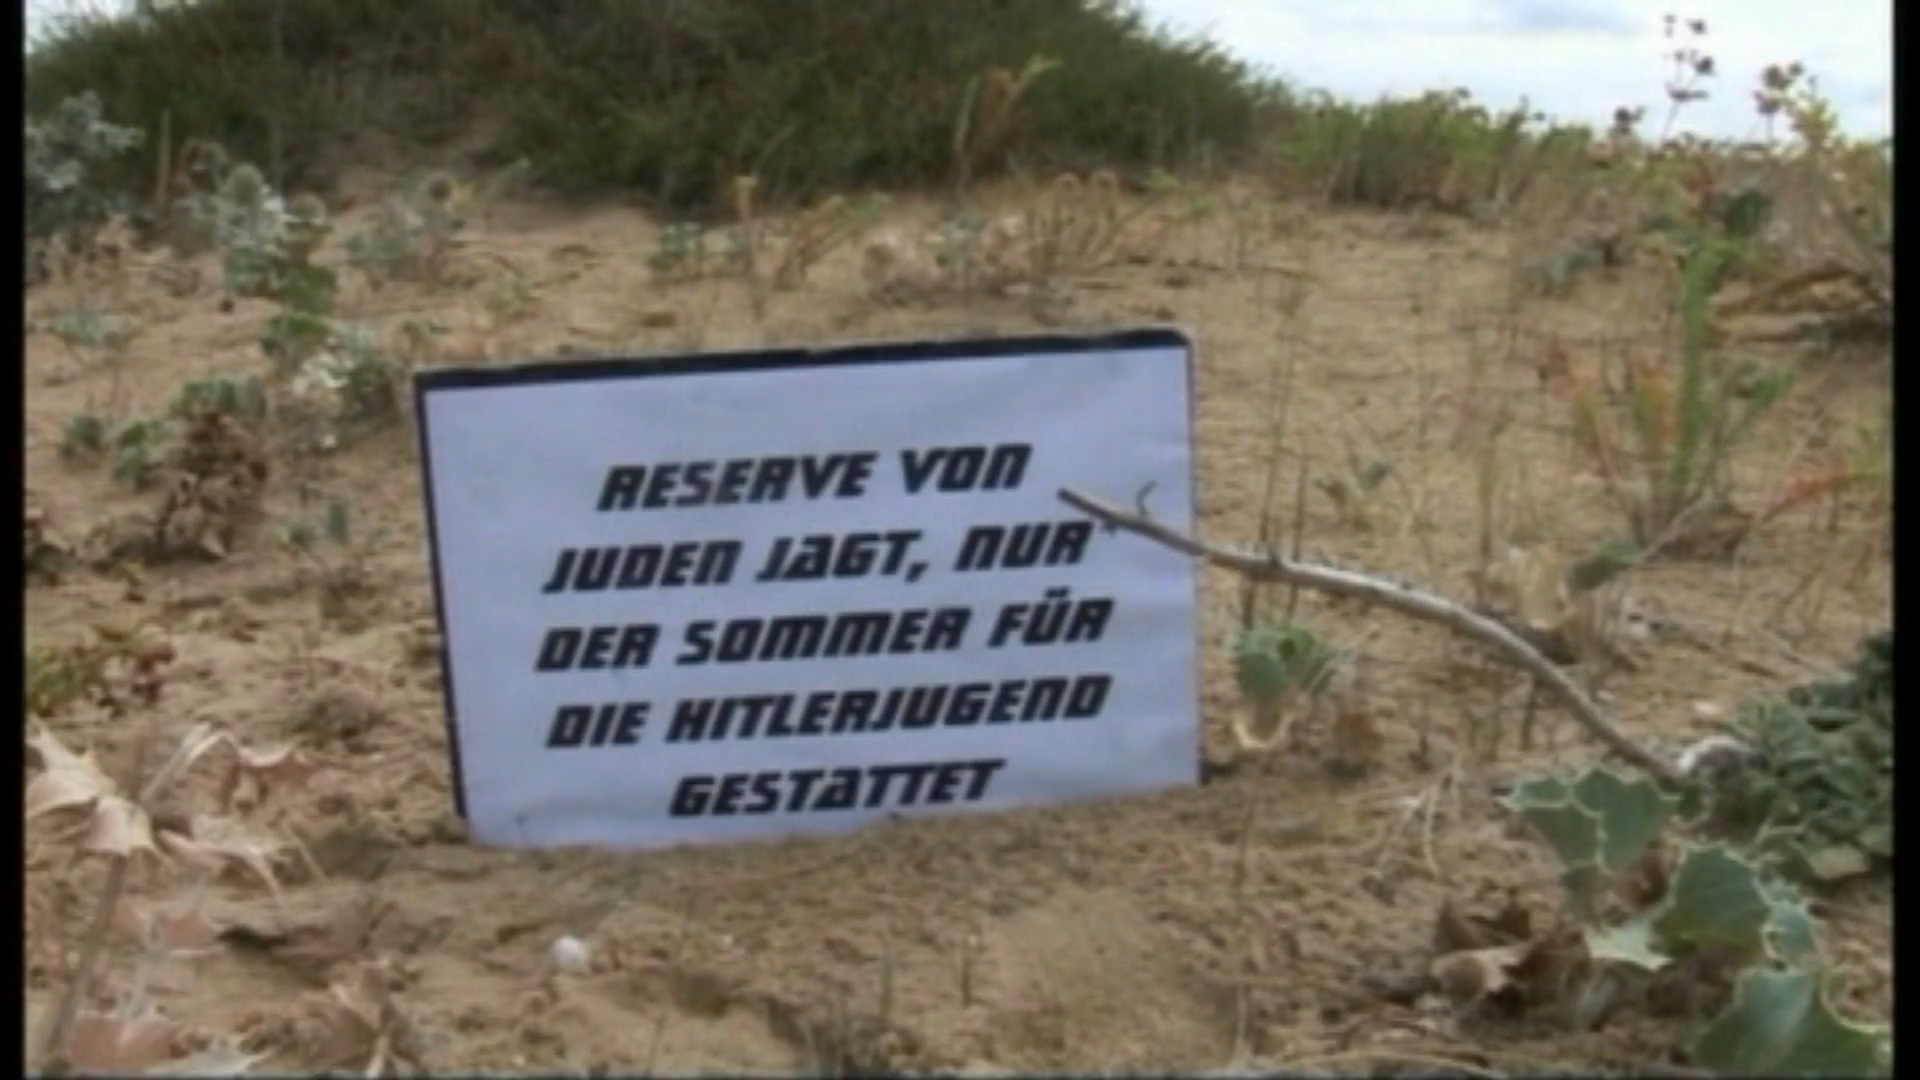 RESERVE VON
JUDEN JAGT, NUR
DER SOMMER FÜR
DIE HITLERJUGEND
GESTATTET